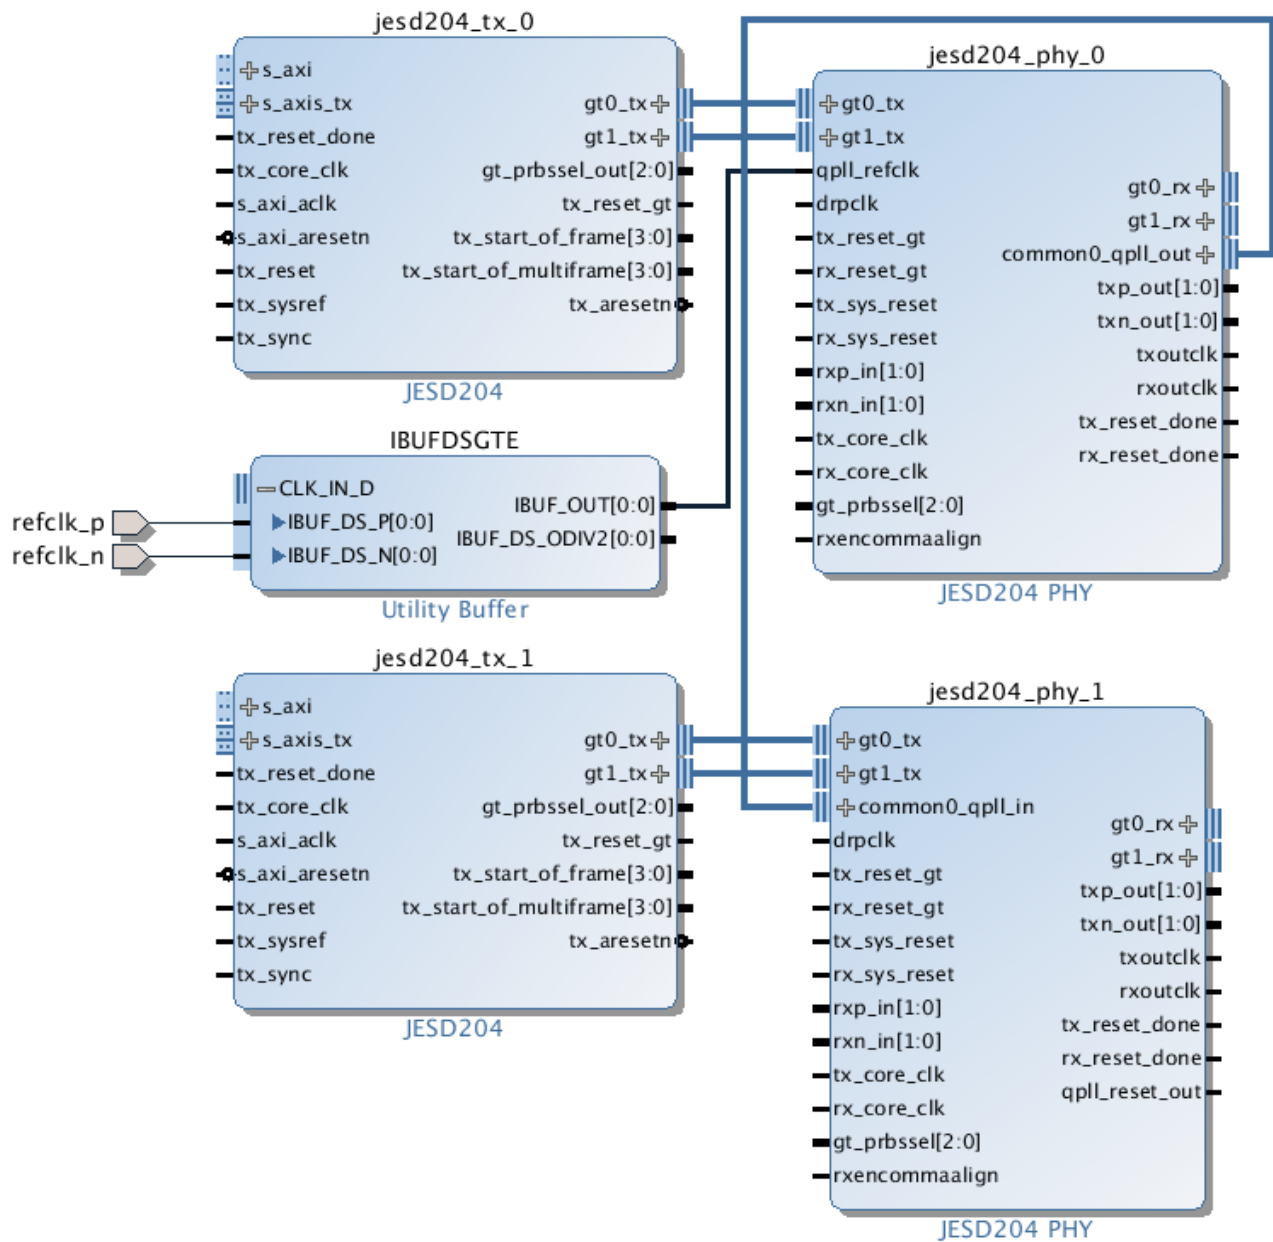 jesd204_tx_0
s_axi
s_axis_tx
tx_reset_done
tx_core_clk
s_axi_aclk
s_axi_aresetn
tx_reset
tx_sysref
tx_sync
gt0_tx
gt1_tx
gt_prbssel_out[2:0]
tx_reset_gt
tx_start_of_frame[3:0]
tx_start_of_multiframe[3:0]
tx_aresetn
JESD204
jesd204_phy_0
gt0_tx
gt1_tx
qpll_refclk
drpclk
tx_reset_gt
rx_reset_gt
tx_sys_reset
rx_sys_reset
rxp_in[1:0]
rxn_in[1:0]
tx_core_clk
rx_core_clk
gt_prbssel[2:0]
rxencommaalign
gt0_rx
gt1_rx
common0_qpll_out
txp_out[1:0]
txn_out[1:0]
txoutclk
rxoutclk
tx_reset_done
rx_reset_done
JESD204 PHY
refclk_p
refclk_n
IBUFDSGTE
CLK_IN_D
IBUF_DS_P[0:0]
IBUF_DS_N[0:0]
IBUF_OUT[0:0]
IBUF_DS_ODIV2[0:0]
Utility Buffer
jesd204_tx_1
s_axi
s_axis_tx
tx_reset_done
tx_core_clk
s_axi_aclk
s_axi_aresetn
tx_reset
tx_sysref
tx_sync
gt0_tx
gt1_tx
gt_prbssel_out[2:0]
tx_reset_gt
tx_start_of_frame[3:0]
tx_start_of_multiframe[3:0]
tx_aresetn
JESD204
jesd204_phy_1
gt0_tx
gt1_tx
common0_qpll_in
drpclk
tx_reset_gt
rx_reset_gt
tx_sys_reset
rx_sys_reset
rxp_in[1:0]
rxn_in[1:0]
tx_core_clk
rx_core_clk
gt_prbssel[2:0]
rxencommaalign
gt0_rx
gt1_rx
txp_out[1:0]
txn_out[1:0]
txoutclk
rxoutclk
tx_reset_done
rx_reset_done
qpll_reset_out
JESD204 PHY